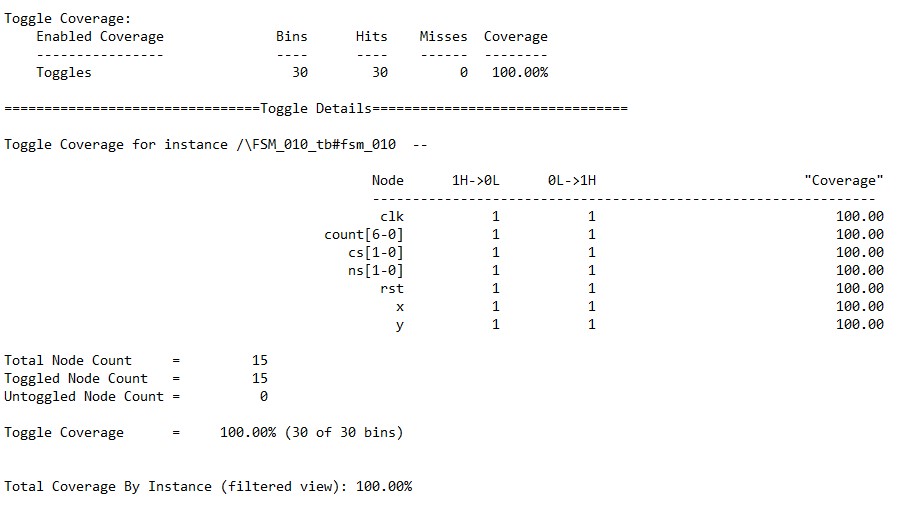 Toggle Coverage:
    Enabled Coverage              Bins      Hits    Misses  Coverage
    ----------------              ----      ----    ------  --------
    Toggles                         30        30         0   100.00%
================================Toggle Details================================
Toggle Coverage for instance /\FSM_010_tb#fsm_010  --
                                              Node      1H->0L      0L->1H                          "Coverage"
                                              ---------------------------------------------------------------
                                               clk           1           1                              100.00
                                        count[6-0]           1           1                              100.00
                                           cs[1-0]           1           1                              100.00
                                           ns[1-0]           1           1                              100.00
                                               rst           1           1                              100.00
                                                 x           1           1                              100.00
                                                 y           1           1                              100.00
Total Node Count     =         15
Toggled Node Count   =         15
Untoggled Node Count =          0
Toggle Coverage      =     100.00% (30 of 30 bins)
Total Coverage By Instance (filtered view): 100.00%